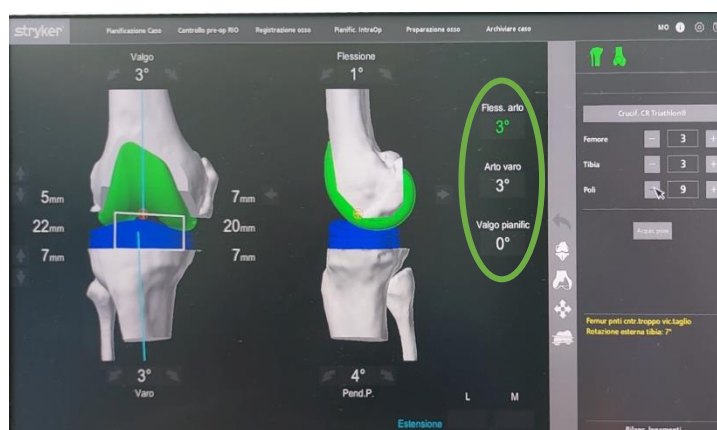 stryker
Pianificazione Caso
Controllo pre-op RIO
Registrazione osso
Pianific. IntraOp
Preparazione osso
Archiviare caso
MO
Valgo
3°
Flessione
1°
Fless. arto
3°
Arto varo
3°
Valgo pianific
0°
5mm
7mm
22mm
20mm
7mm
7mm
3°
Varo
4°
Pend.P.
L
M
Estensione
Crucif. CR Triathlon®
Femore
- 3 +
Tibia
- 3 +
Poli
9 +
Acquis. pose
Femur pnti cntr.troppo vic.taglio
Rotazione esterna tibia: 7°